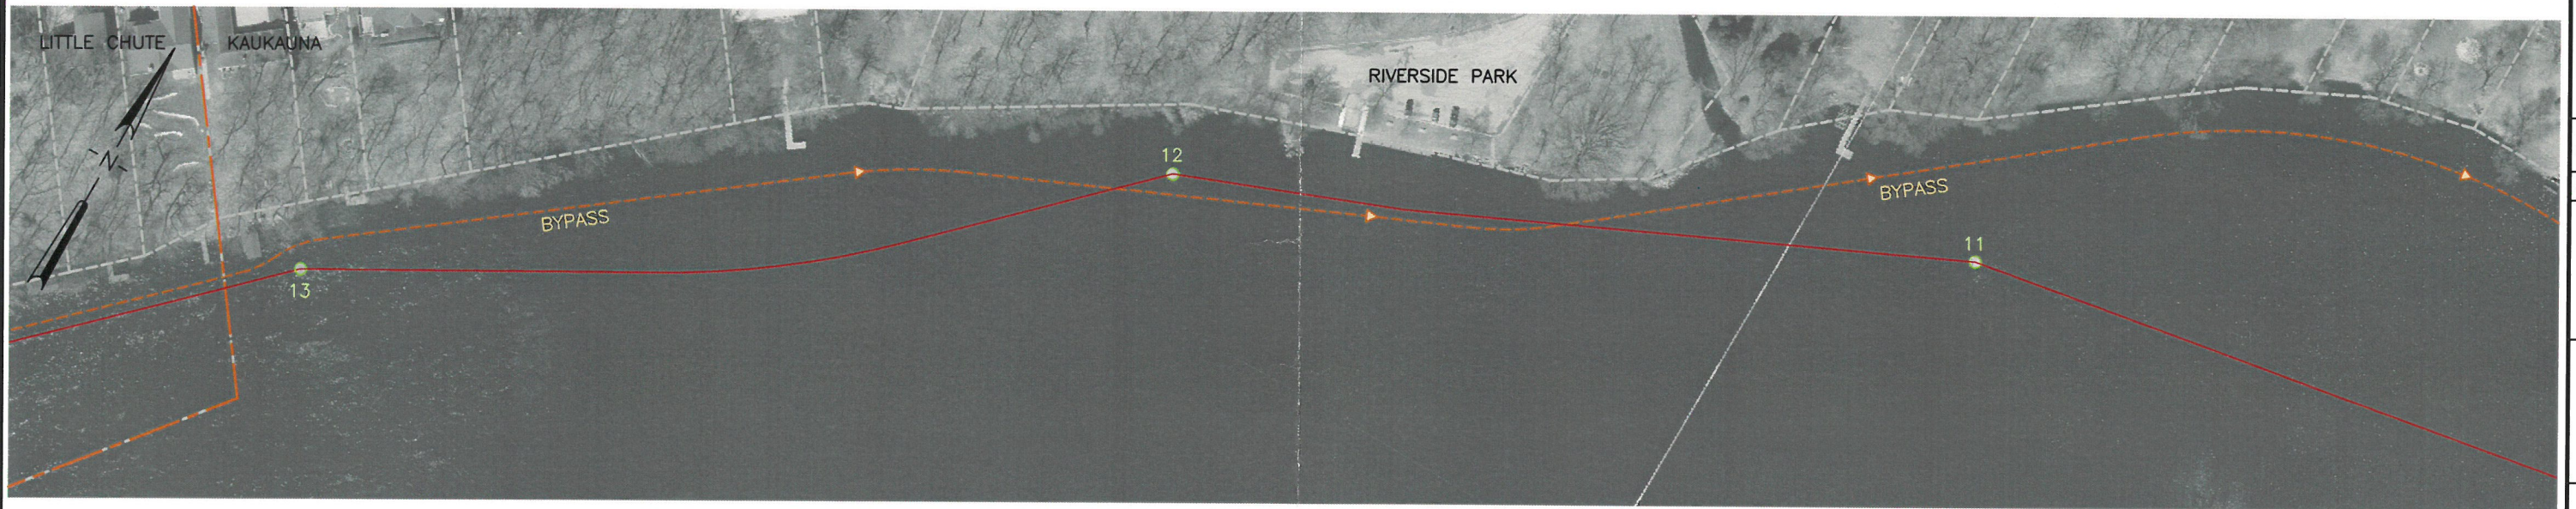 LITTLE CHUTE
KAUKAUNA
N
RIVERSIDE PARK
12
BYPASS
BYPASS
11
13